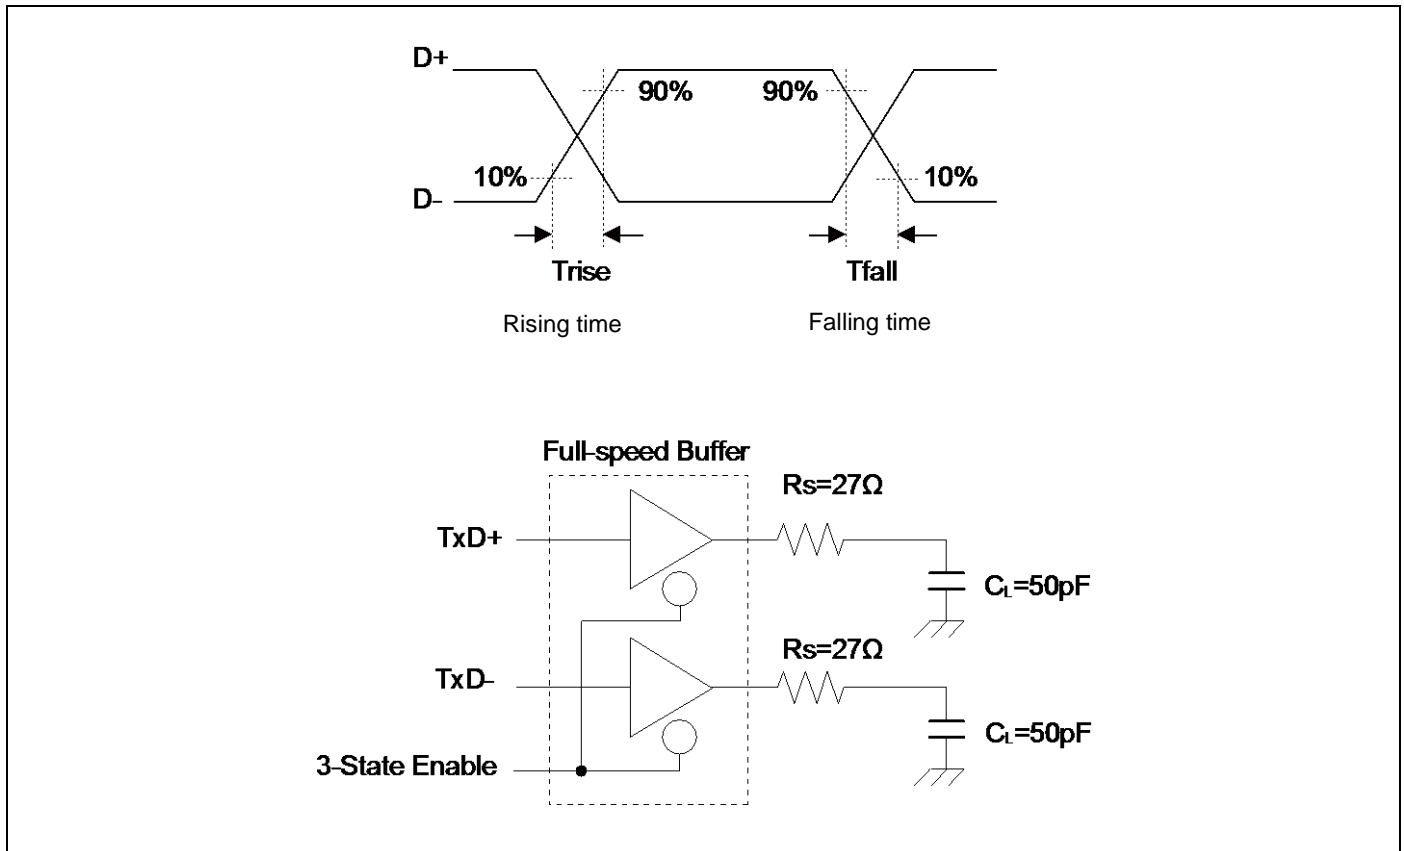 D+
90% 90%
10% 10%
D-
Trise Tfall
Rising time Falling time
Full-speed Buffer
Rs=27Ω
TxD+
CL=50pF
Rs=27Ω
TxD-
CL=50pF
3-State Enable